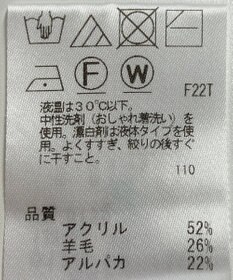 F W
F22T
液温は30℃以下。
中性洗剤(おしゃれ着洗い)を
使用。漂白剤は液体タイプを使
用。よくすすぎ、絞りの後すぐ
に干すこと。
110
品質
アクリル 52%
羊毛 26%
アルパカ 22%